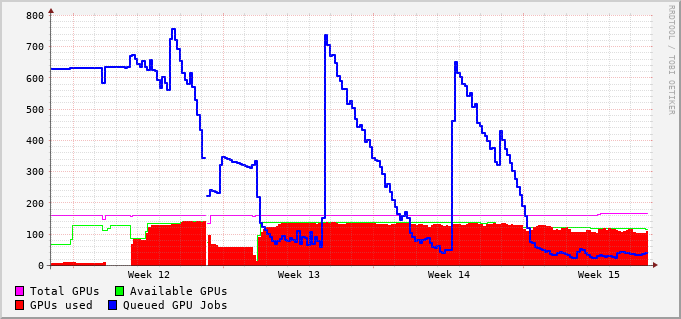 800
700
600
500
400
300
200
100
0
Week 12 Week 13 Week 14 Week 15
Total GPUs Available GPUs
GPUs used Queued GPU Jobs
RRDTOOL / TOBI OETIKER